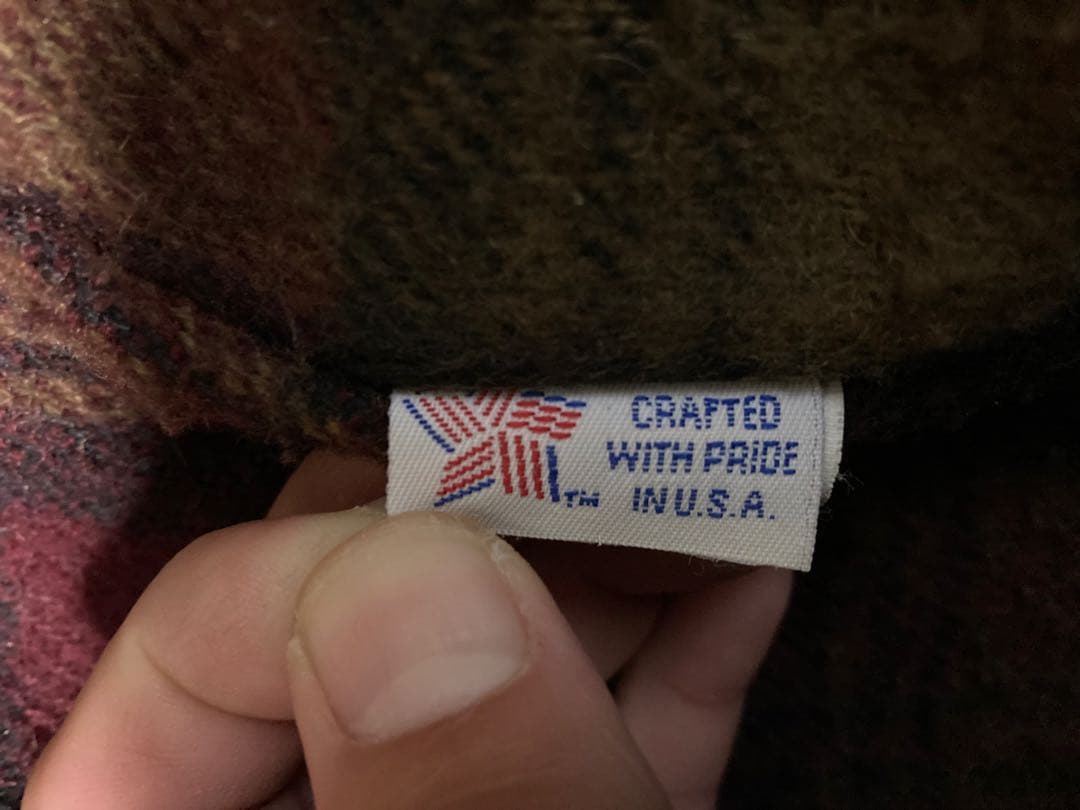 CRAFTED
WITH PRIDE
IN U.S.A.
TM